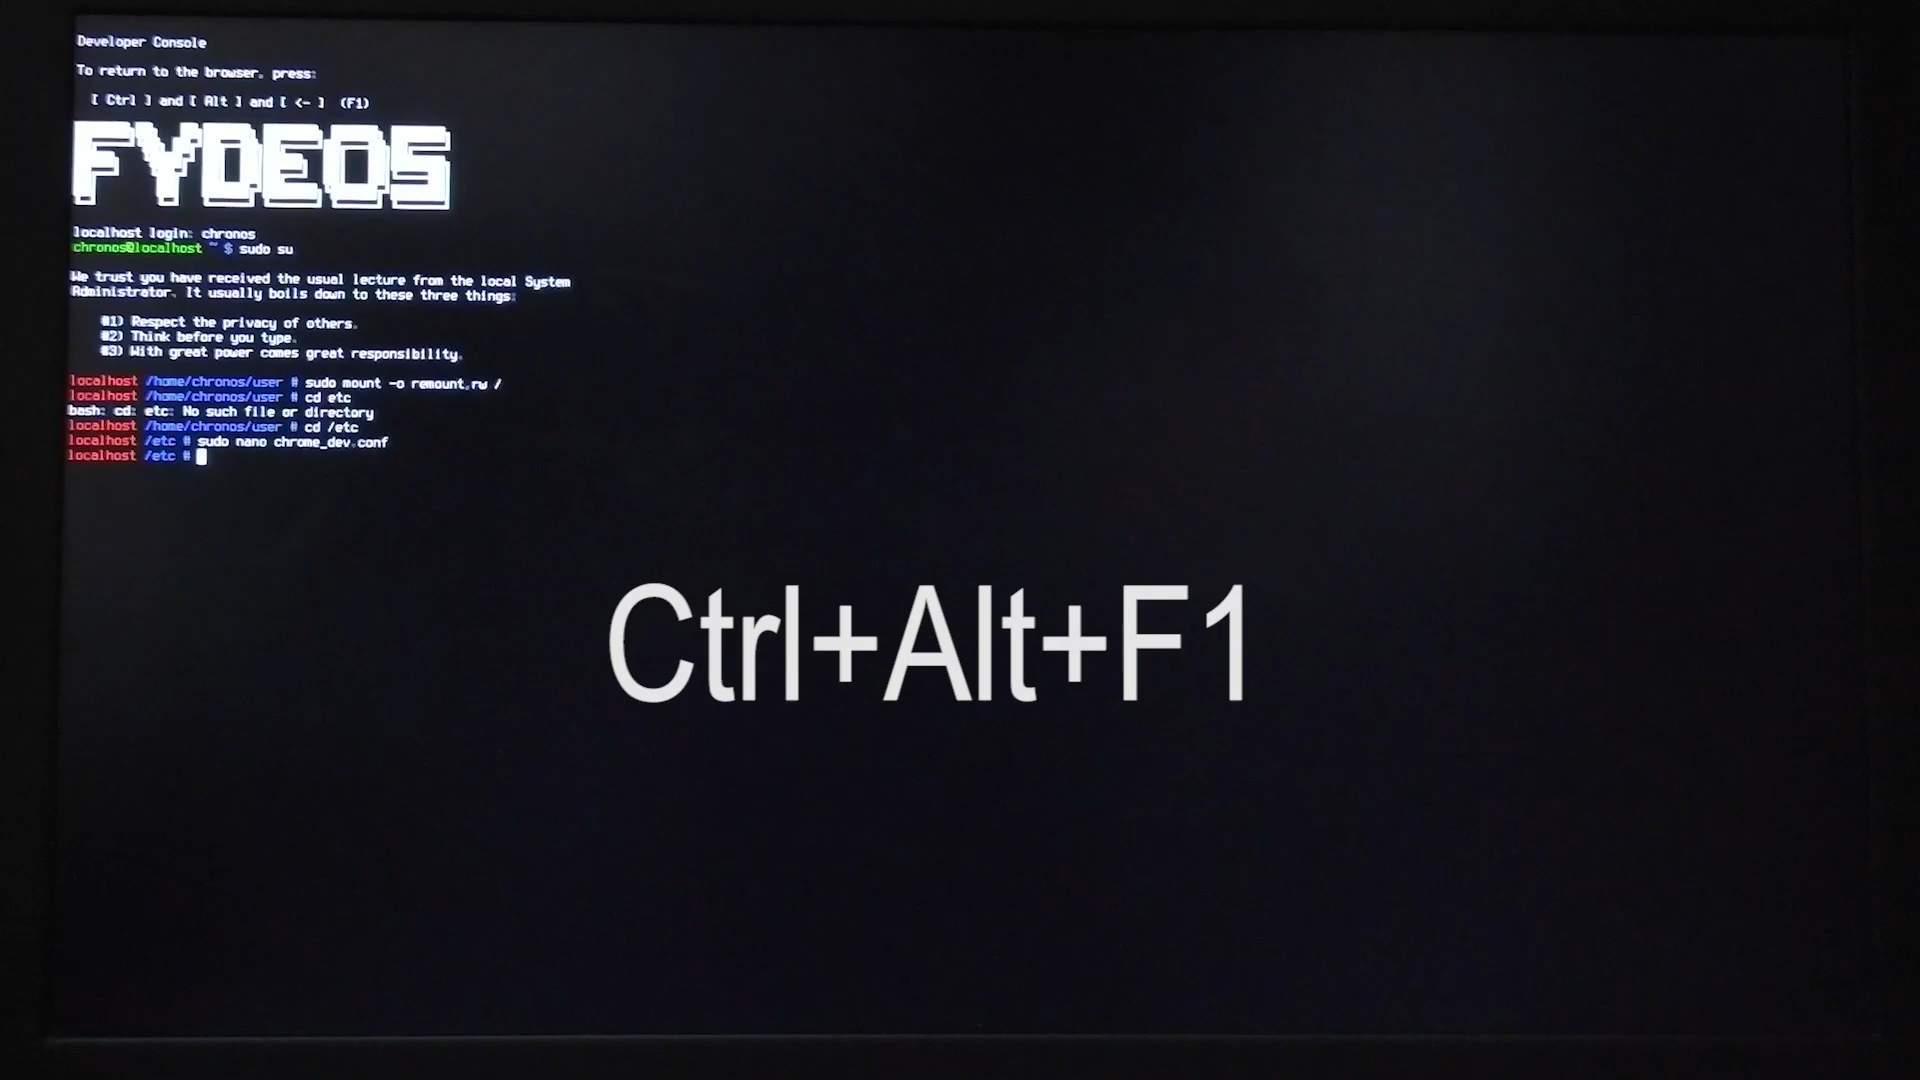 Developer Console
To return to the browser, press:
[ Ctrl ] and [ Alt ] and [ <- ] (F1)
FYDEOS
localhost login: chronos
chronos@localhost ~ $ sudo su
We trust you have received the usual lecture from the local System
Administrator. It usually boils down to these three things:
#1) Respect the privacy of others.
#2) Think before you type.
#3) With great power comes great responsibility.
localhost /home/chronos/user # sudo mount -o remount,rw /
localhost /home/chronos/user # cd etc
bash: cd: etc: No such file or directory
localhost /home/chronos/user # cd /etc
localhost /etc # sudo nano chrome_dev.conf
localhost /etc #
Ctrl+Alt+F1